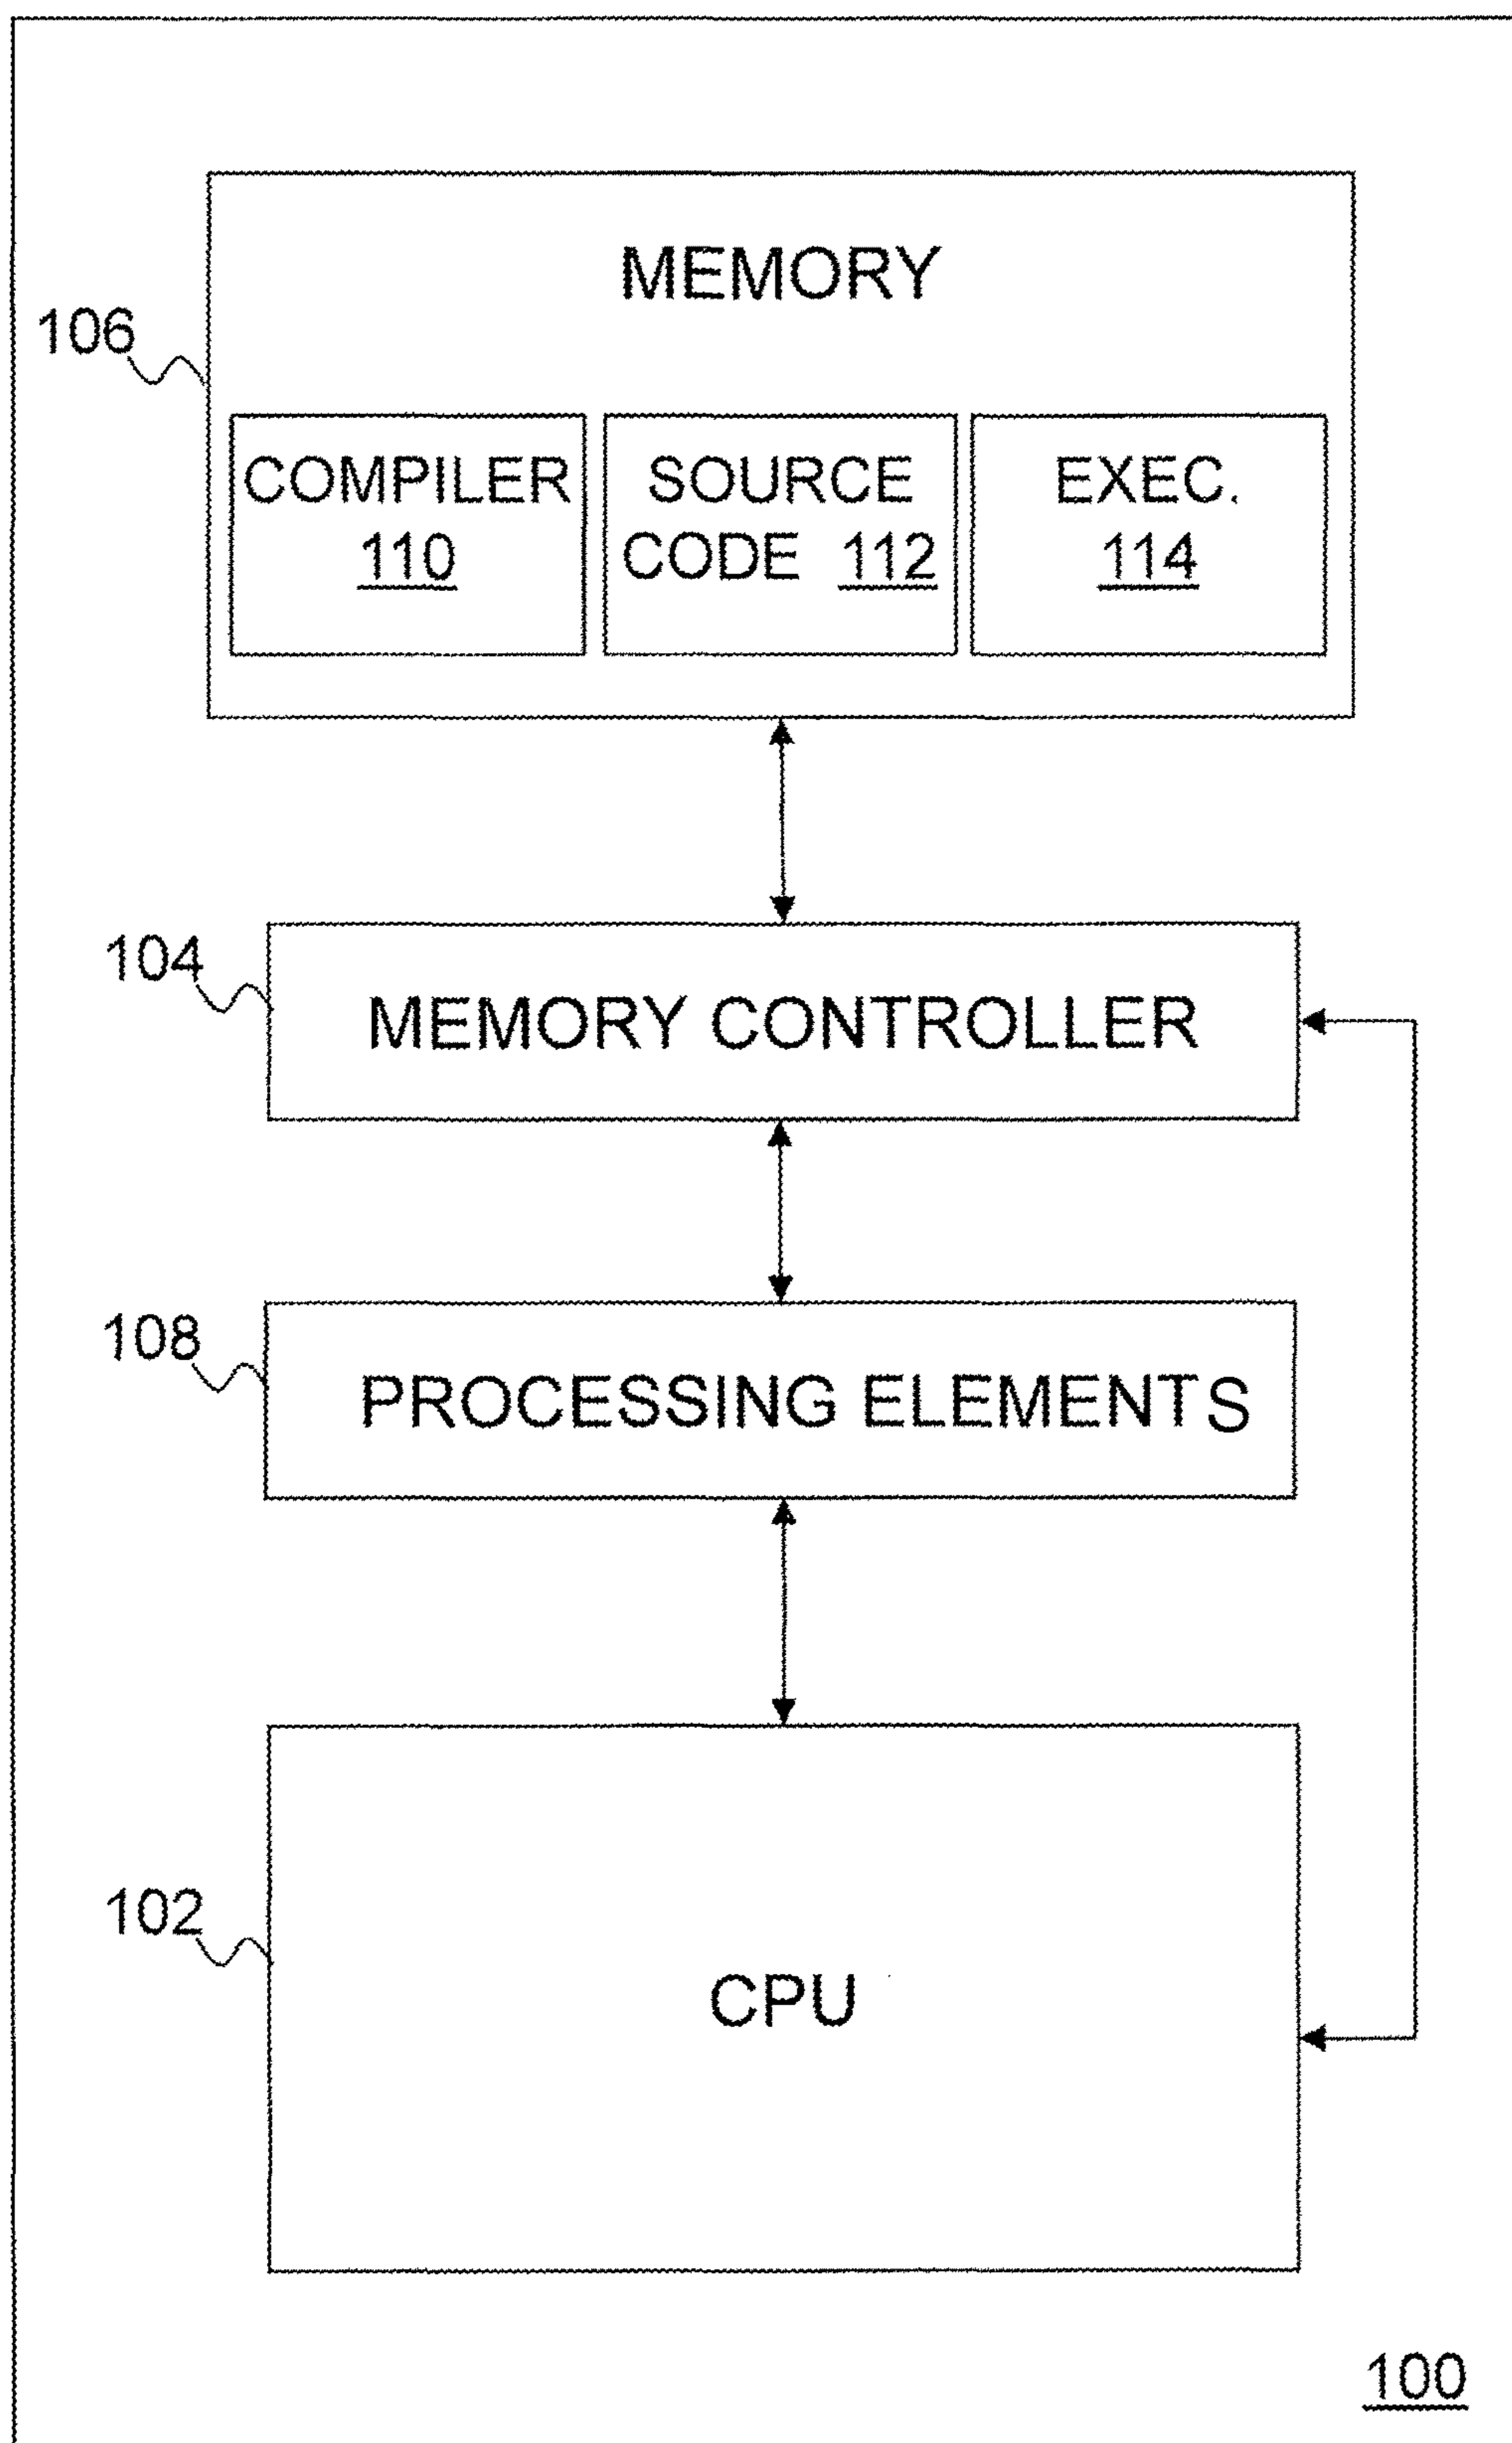 MEMORY
106
COMPILER
110
SOURCE
CODE 112
EXEC.
114
104
MEMORY CONTROLLER
108
PROCESSING ELEMENTS
102
CPU
100